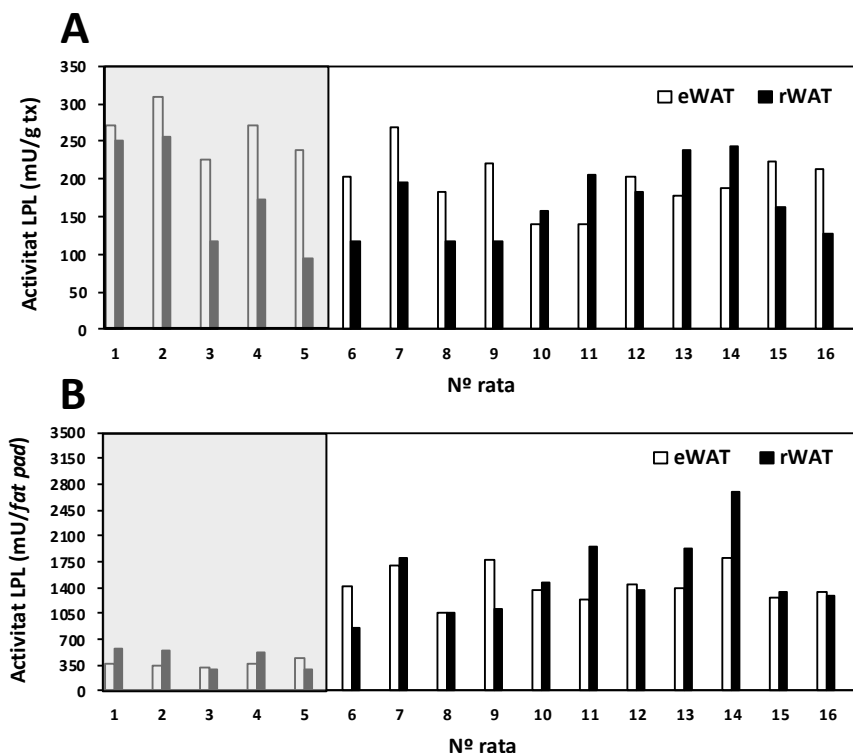 A
Activitat LPL (mU/g tx)
350
300
250
200
150
100
50
0
eWAT rWAT
1 2 3 4 5 6 7 8 9 10 11 12 13 14 15 16
Nº rata
B
Activitat LPL (mU/fat pad)
3500
3150
2800
2450
2100
1750
1400
1050
700
350
0
eWAT rWAT
1 2 3 4 5 6 7 8 9 10 11 12 13 14 15 16
Nº rata